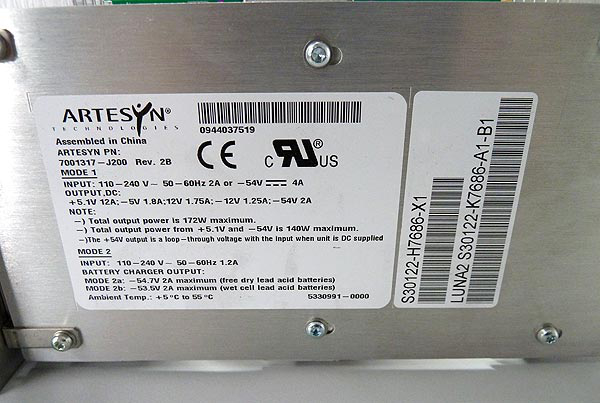 ARTESYN®
TECHNOLOGIES
0944037519
Assembled in China
ARTESYN PN:
7001317-J200 Rev. 2B
CE
C RU® US
MODE 1
INPUT: 110-240 V~ 50-60Hz 2A or -54V⎓ 4A
OUTPUT,DC:
+5.1V 12A;-5V 1.8A;12V 1.75A;-12V 1.25A;-54V 2A
NOTE:
-) Total output power is 172W maximum.
-) Total output power from +5.1V and -54V is 140W maximum.
-)The +54V output is a loop-through voltage with the input when unit is DC supplied
MODE 2
INPUT: 110-240 V~ 50-60Hz 1.2A
BATTERY CHARGER OUTPUT:
MODE 2a: -54.7V 2A maximum (free dry lead acid batteries)
MODE 2b: -53.5V 2A maximum (wet cell lead acid batteries)
Ambient Temp.: +5°C to 55°C
5330991-0000
S30122-H7686-X1
LUNA2 S30122-K7686-A1-B1